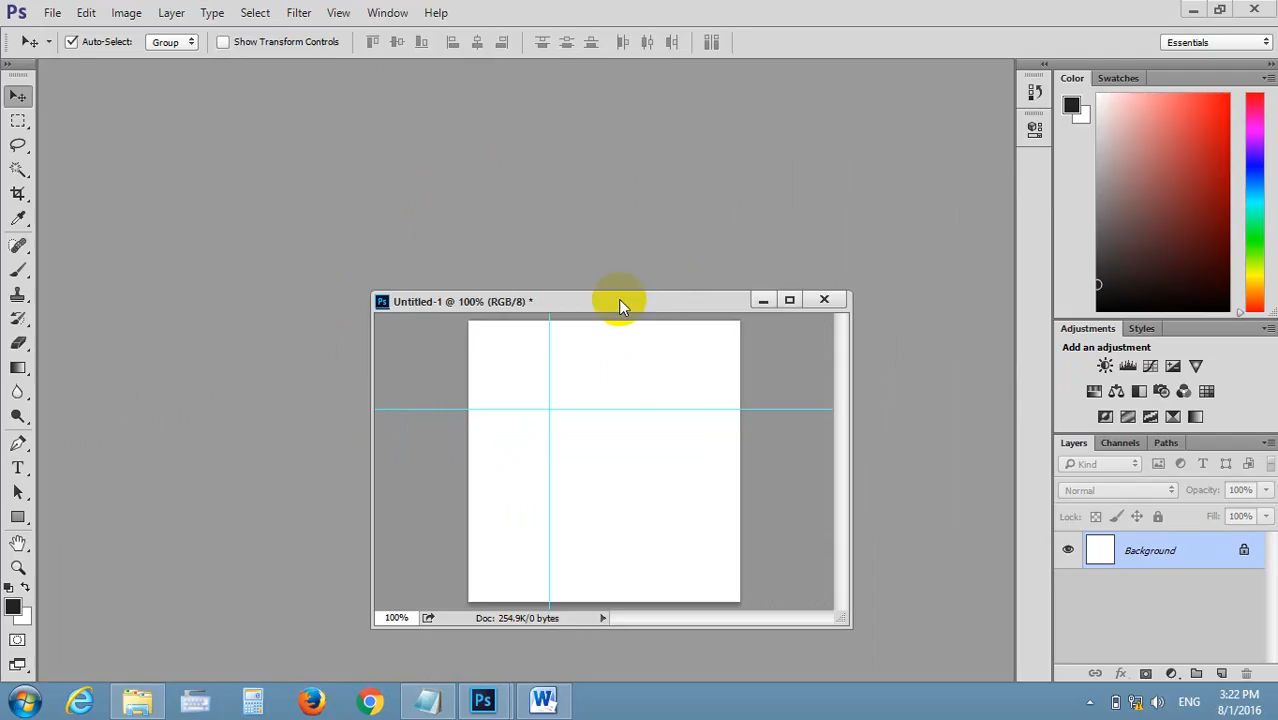 Ps File Edit Image Layer Type Select Filter 3D View Window Help
Auto-Select: Group Show Transform Controls Essentials
Color Swatches
Untitled-1 @ 100% (RGB/8) *
Adjustments Styles
Add an adjustment
Layers Channels Paths
Kind
Normal Opacity: 100%
Lock: Fill: 100%
Background
T
100% Doc: 254.9K/0 bytes
fx
ENG
3:22 PM
8/1/2016